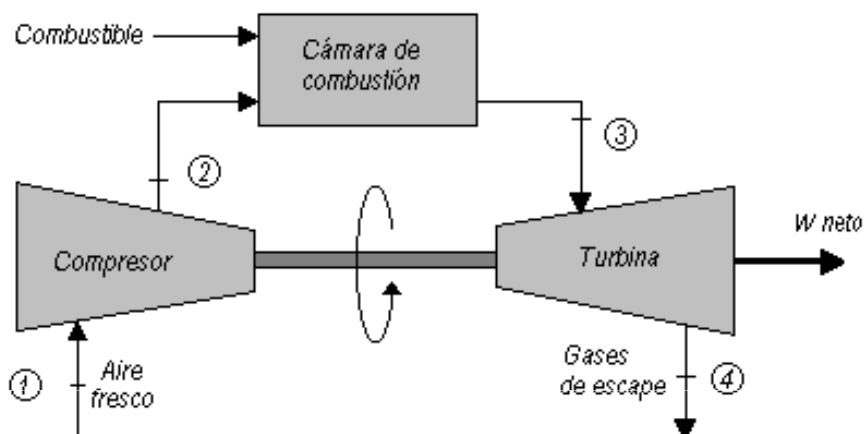 Combustible
Cámara de
combustión
2
3
Compresor
Turbina
W neto
1
Aire
fresco
Gases
de escape
4